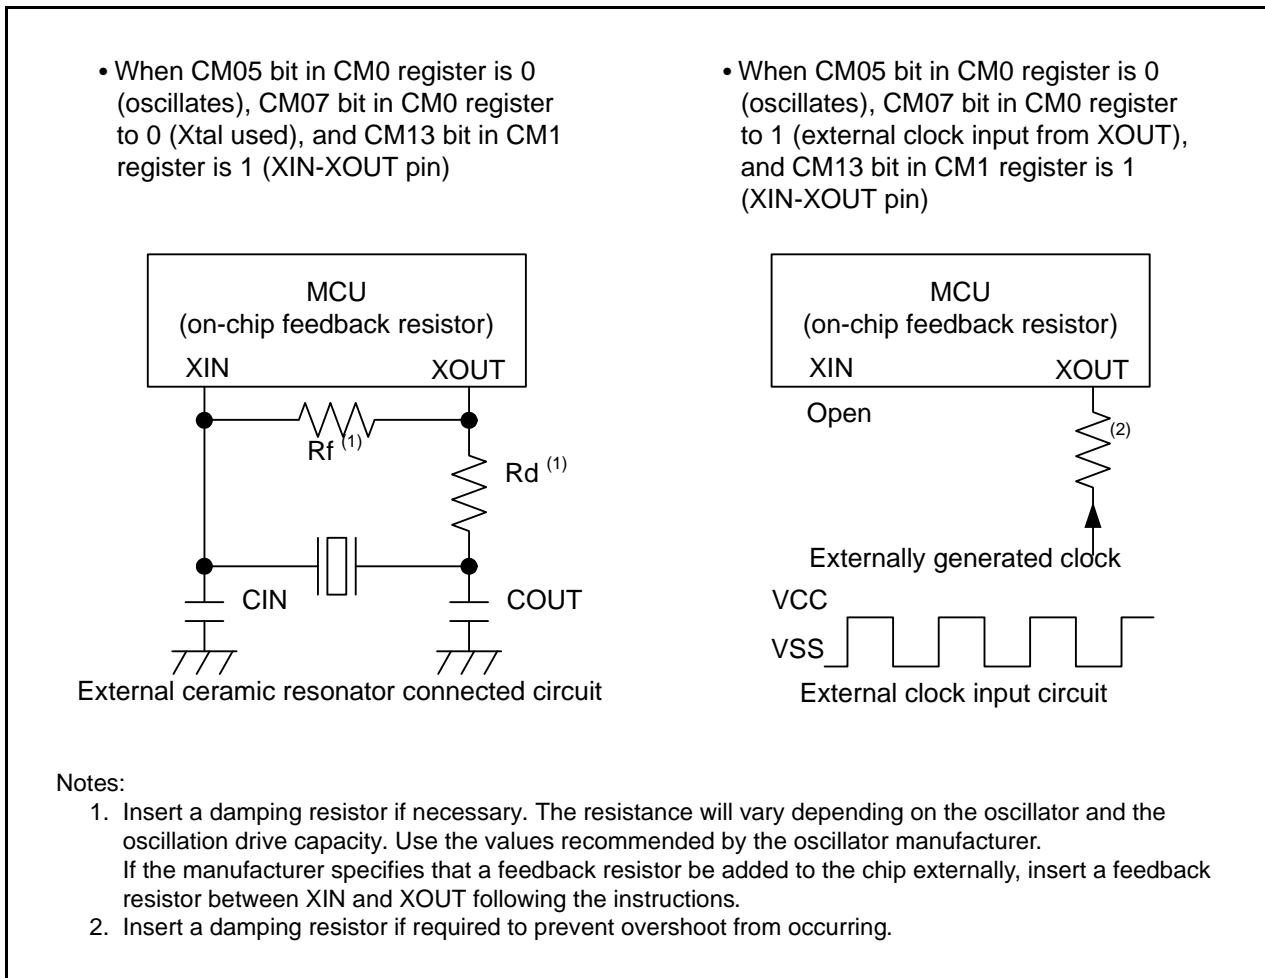 • When CM05 bit in CM0 register is 0
(oscillates), CM07 bit in CM0 register
to 0 (Xtal used), and CM13 bit in CM1
register is 1 (XIN-XOUT pin)
MCU
(on-chip feedback resistor)
XIN
XOUT
Rf (1)
Rd (1)
CIN
COUT
External ceramic resonator connected circuit
• When CM05 bit in CM0 register is 0
(oscillates), CM07 bit in CM0 register
to 1 (external clock input from XOUT),
and CM13 bit in CM1 register is 1
(XIN-XOUT pin)
MCU
(on-chip feedback resistor)
XIN
XOUT
Open
(2)
Externally generated clock
VCC
VSS
External clock input circuit
Notes:
1. Insert a damping resistor if necessary. The resistance will vary depending on the oscillator and the
oscillation drive capacity. Use the values recommended by the oscillator manufacturer.
If the manufacturer specifies that a feedback resistor be added to the chip externally, insert a feedback
resistor between XIN and XOUT following the instructions.
2. Insert a damping resistor if required to prevent overshoot from occurring.